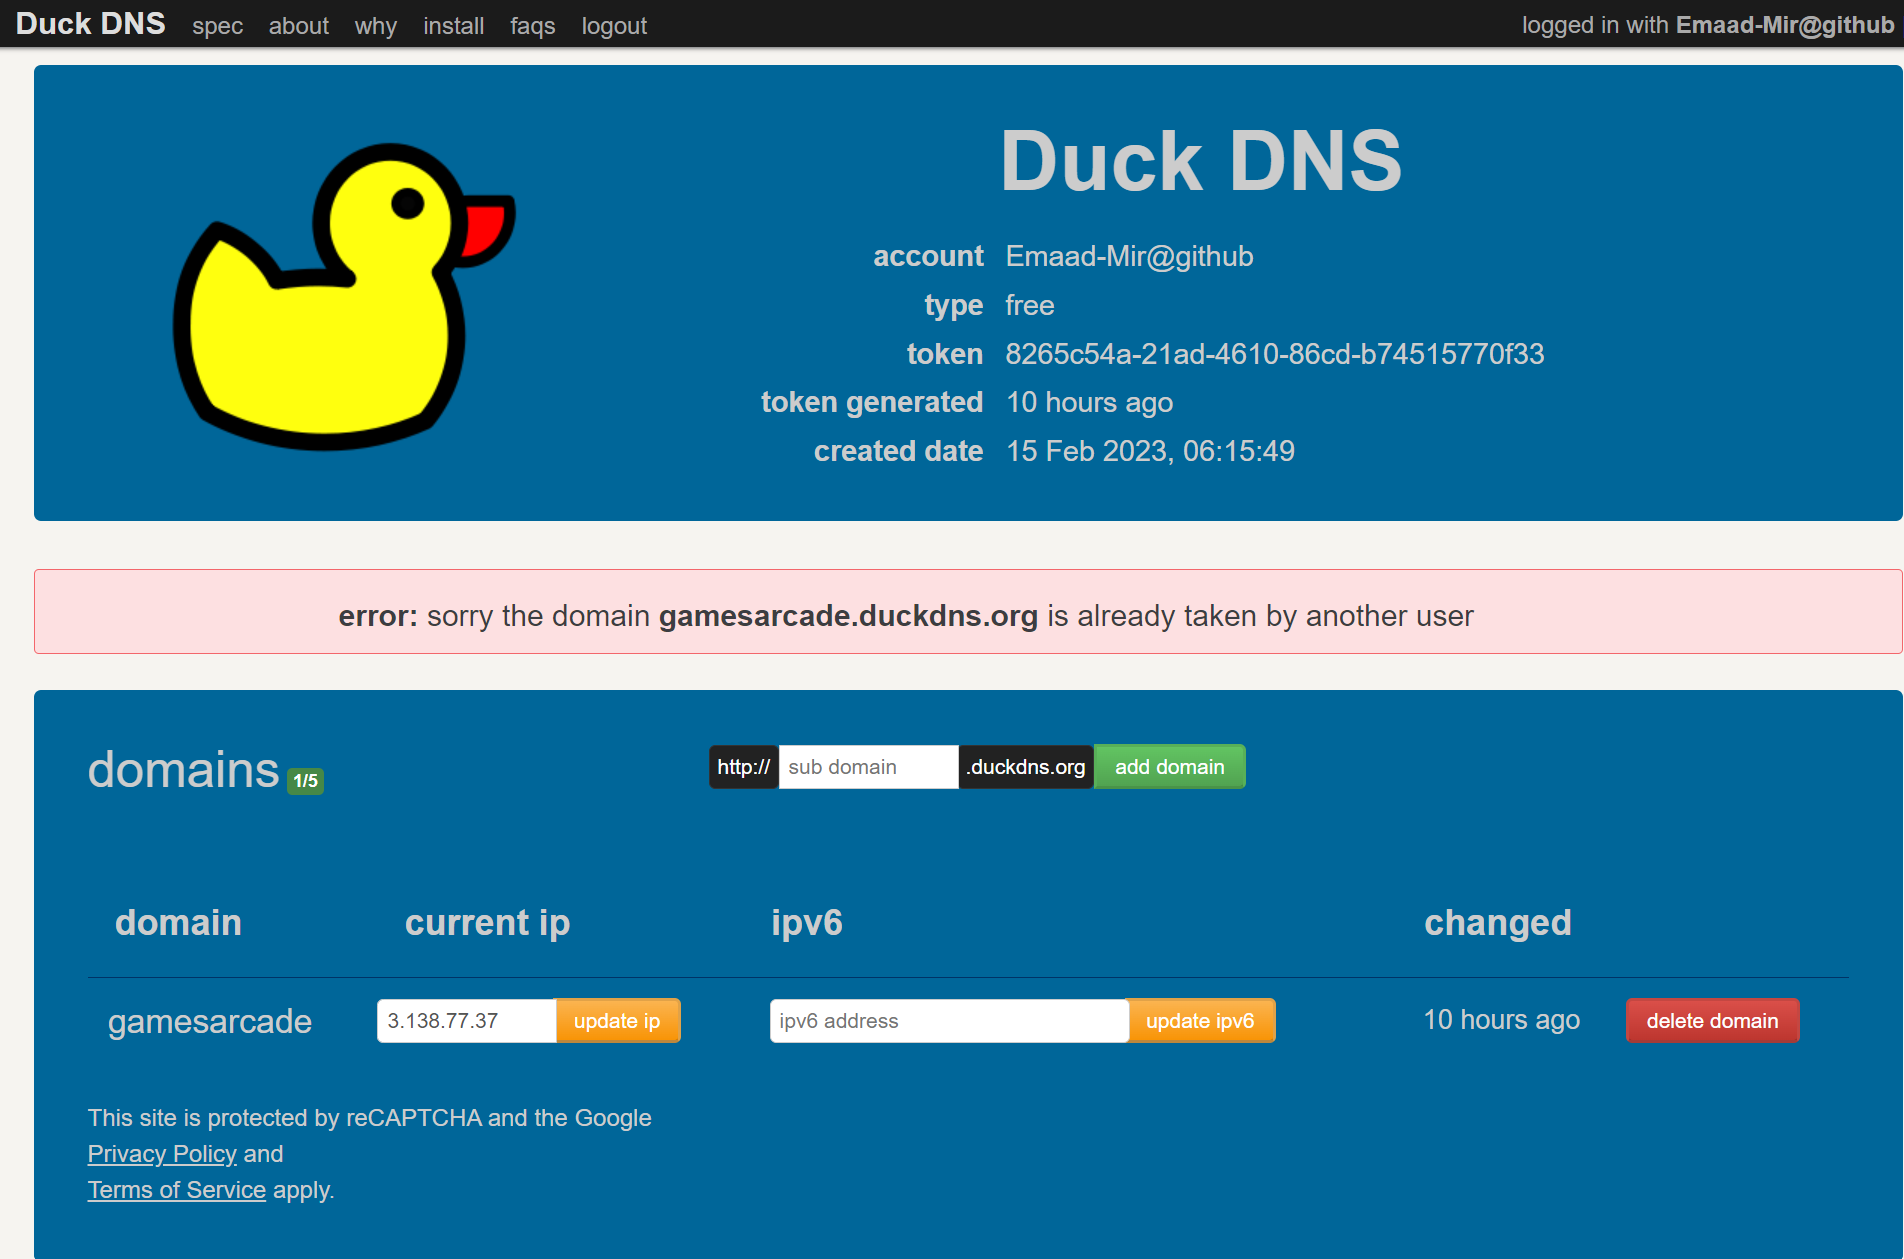 Duck DNS spec about why install faqs logout logged in with Emaad-Mir@github
Duck DNS
account Emaad-Mir@github
type free
token 8265c54a-21ad-4610-86cd-b74515770f33
token generated 10 hours ago
created date 15 Feb 2023, 06:15:49
error: sorry the domain gamesarcade.duckdns.org is already taken by another user
domains 1/5 http:// sub domain .duckdns.org add domain
domain current ip ipv6 changed
gamesarcade 3.138.77.37 update ip ipv6 address update ipv6 10 hours ago delete domain
This site is protected by reCAPTCHA and the Google
Privacy Policy and
Terms of Service apply.